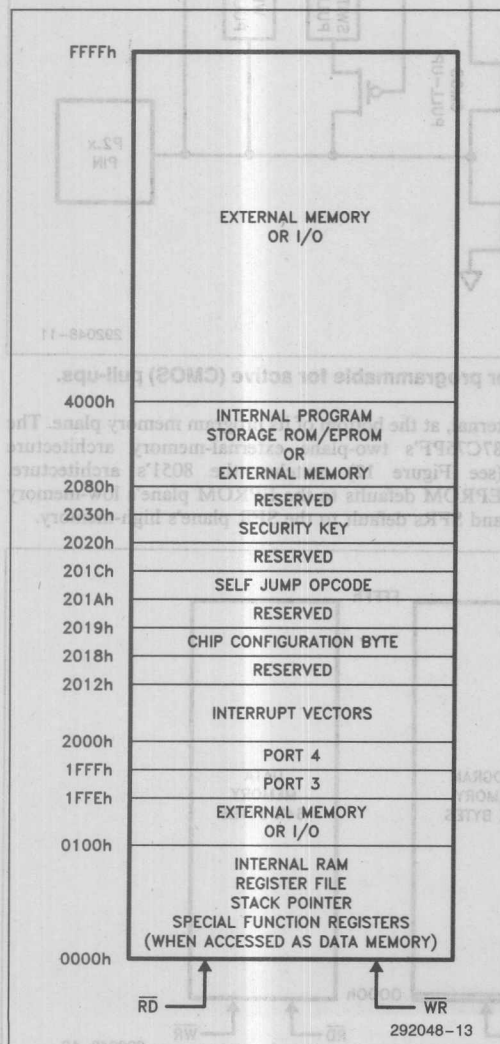 FFFFh
EXTERNAL MEMORY
OR I/O
4000h
INTERNAL PROGRAM
STORAGE ROM/EPROM
OR
EXTERNAL MEMORY
2080h
RESERVED
2030h
SECURITY KEY
2020h
RESERVED
201Ch
SELF JUMP OPCODE
201Ah
RESERVED
2019h
CHIP CONFIGURATION BYTE
2018h
RESERVED
2012h
INTERRUPT VECTORS
2000h
PORT 4
1FFFh
PORT 3
1FFEh
EXTERNAL MEMORY
OR I/O
0100h
INTERNAL RAM
REGISTER FILE
STACK POINTER
SPECIAL FUNCTION REGISTERS
(WHEN ACCESSED AS DATA MEMORY)
0000h
RD
WR
292048-13